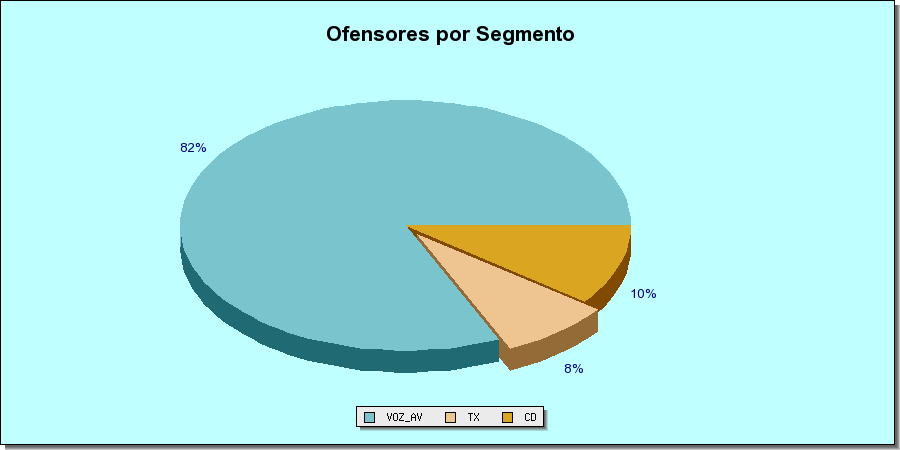 Ofensores por Segmento
82%
10%
8%
VOZ_AV TX CD